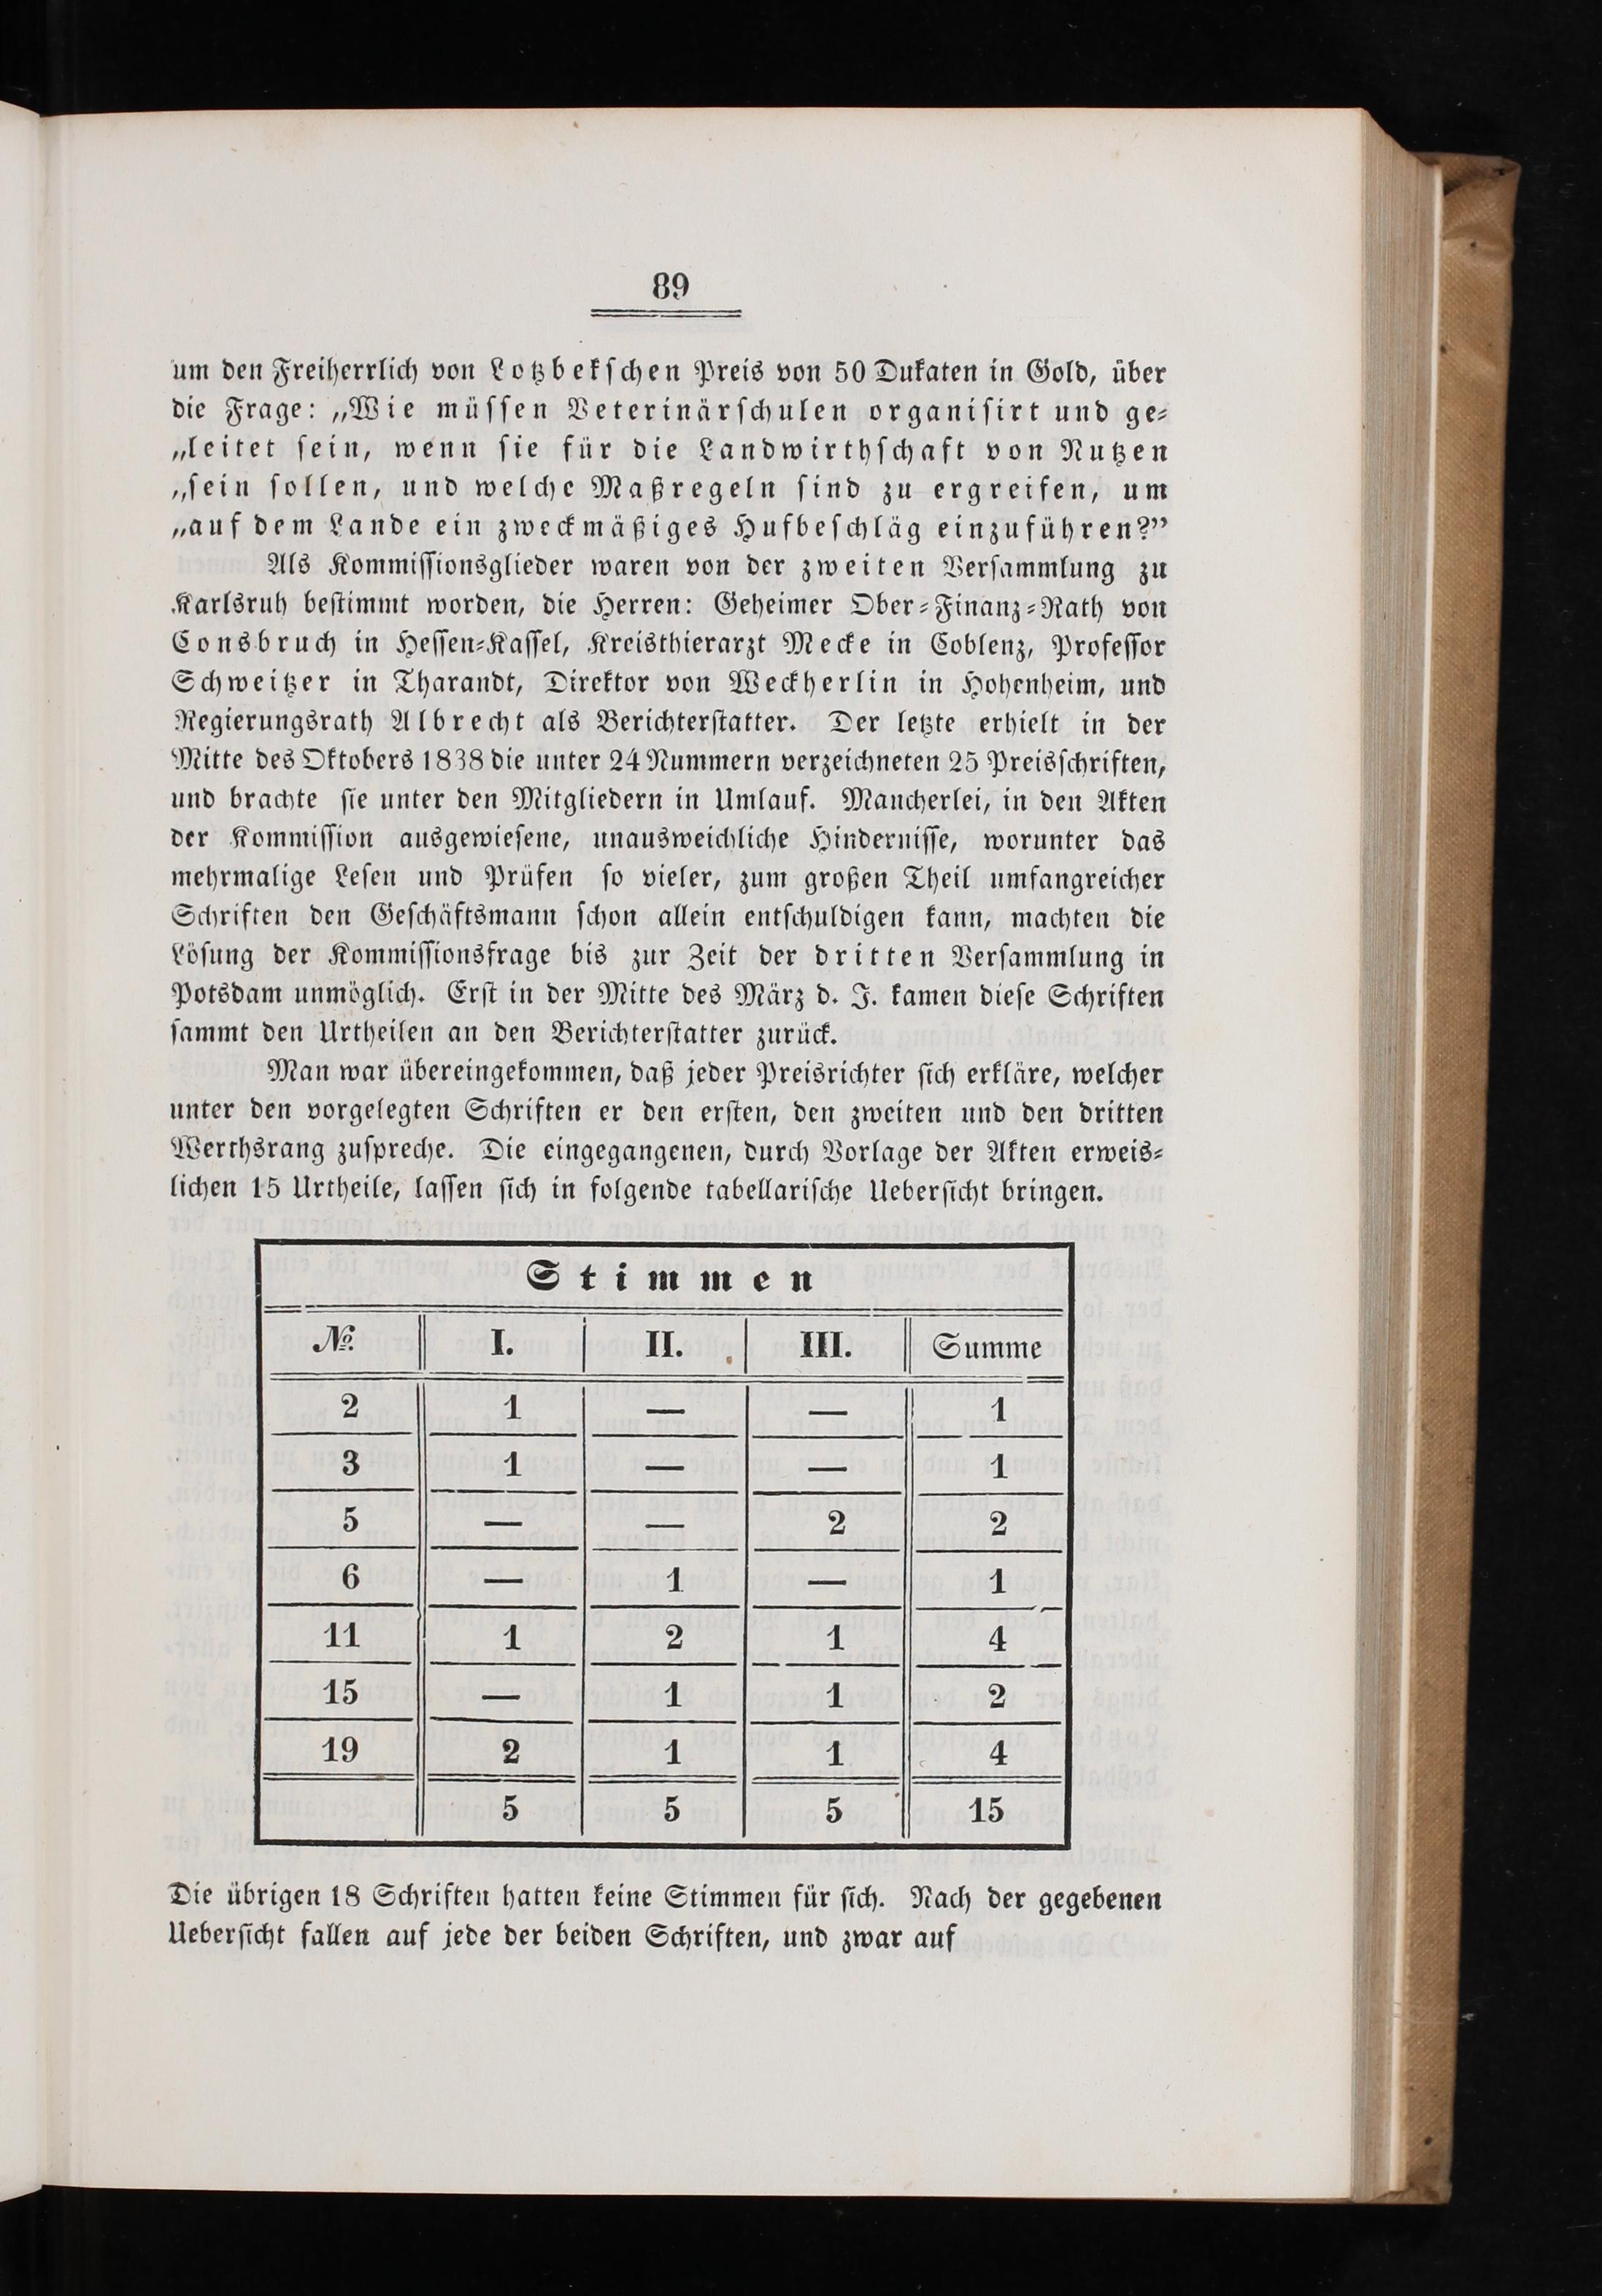 89
um den Freiherrlich von Lotzbekſchen Preis von 50 Dukaten in Gold, über
die Frage: „Wie müſſen Veterinärſchulen organiſirt und ge-
„leitet ſein, wenn ſie für die Landwirthſchaft von Nutzen
„ſein ſollen, und welche Maßregeln ſind zu ergreifen, um
„auf dem Lande ein zweckmäßiges Hufbeſchläg einzuführen?”
Als Kommiſſionsglieder waren von der zweiten Verſammlung zu
Karlsruh beſtimmt worden, die Herren: Geheimer Ober-Finanz-Rath von
Consbruch in Heſſen-Kaſſel, Kreisthierarzt Mecke in Coblenz, Profeſſor
Schweitzer in Tharandt, Direktor von Weckherlin in Hohenheim, und
Regierungsrath Albrecht als Berichterſtatter. Der letzte erhielt in der
Mitte des Oktobers 1838 die unter 24 Nummern verzeichneten 25 Preisſchriften,
und brachte ſie unter den Mitgliedern in Umlauf. Mancherlei, in den Akten
der Kommiſſion ausgewieſene, unausweichliche Hinderniſſe, worunter das
mehrmalige Leſen und Prüfen ſo vieler, zum großen Theil umfangreicher
Schriften den Geſchäftsmann ſchon allein entſchuldigen kann, machten die
Löſung der Kommiſſionsfrage bis zur Zeit der dritten Verſammlung in
Potsdam unmöglich. Erſt in der Mitte des März d. J. kamen dieſe Schriften
ſammt den Urtheilen an den Berichterſtatter zurück.
Man war übereingekommen, daß jeder Preisrichter ſich erkläre, welcher
unter den vorgelegten Schriften er den erſten, den zweiten und den dritten
Werthsrang zuſpreche. Die eingegangenen, durch Vorlage der Akten erweis-
lichen 15 Urtheile, laſſen ſich in folgende tabellariſche Ueberſicht bringen.
Stimmen
№. I. II. III. Summe
2 1 — — 1
3 1 — — 1
5 — — 2 2
6 — 1 — 1
11 1 2 1 4
15 — 1 1 2
19 2 1 1 4
5 5 5 15
Die übrigen 18 Schriften hatten keine Stimmen für ſich. Nach der gegebenen
Ueberſicht fallen auf jede der beiden Schriften, und zwar auf